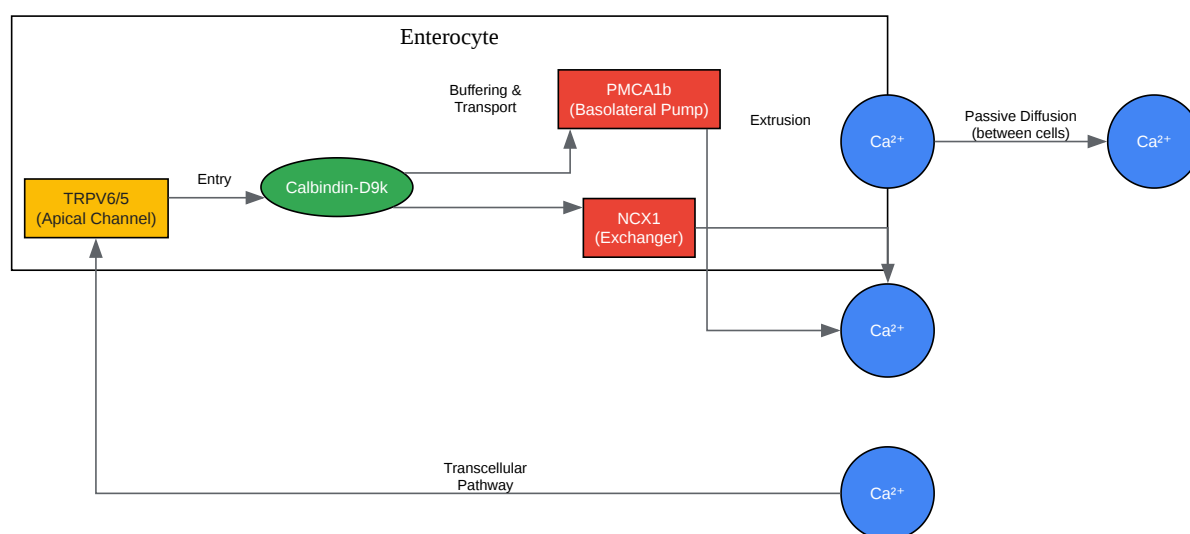 Enterocyte
Buffering &
Transport
PMCA1b
(Basolateral Pump)
Extrusion
Ca²⁺
Passive Diffusion
(between cells)
Ca²⁺
TRPV6/5
(Apical Channel)
Entry
Calbindin-D9k
NCX1
(Exchanger)
Ca²⁺
Transcellular
Pathway
Ca²⁺